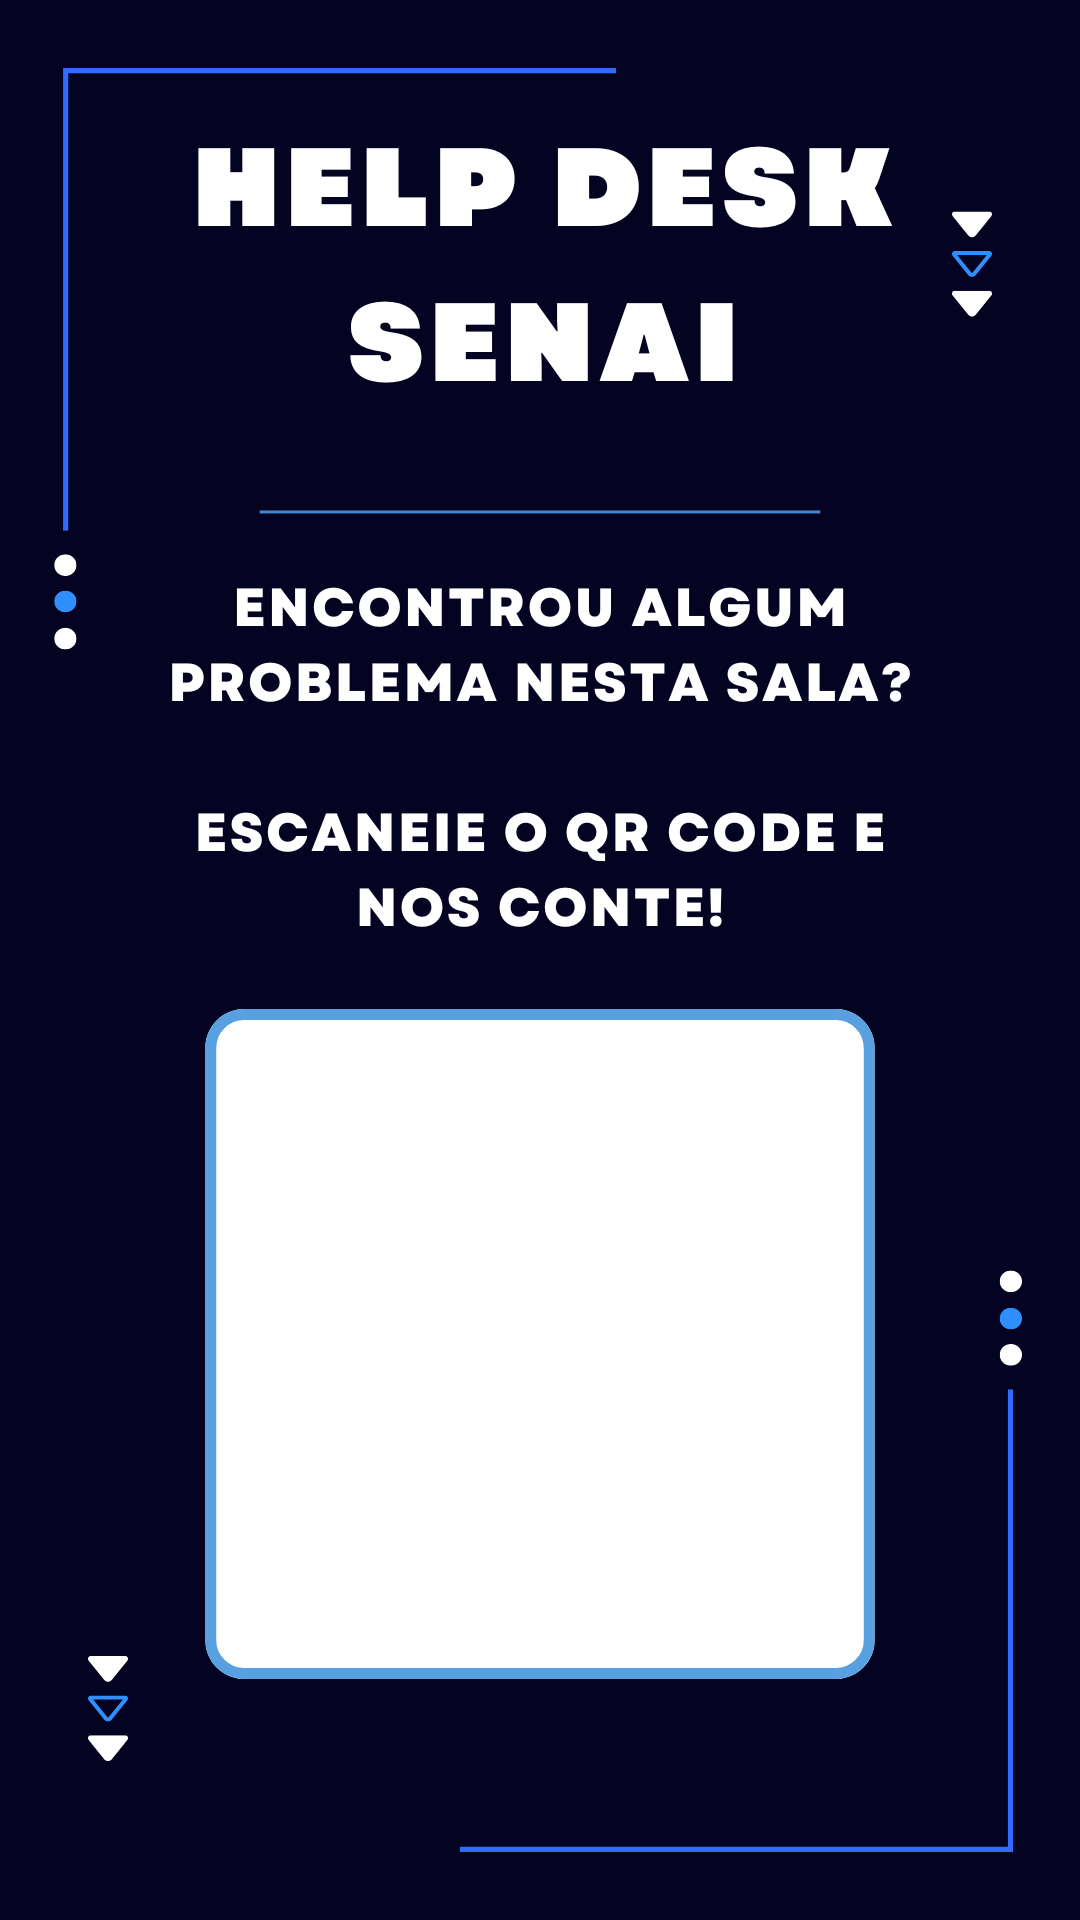 HELP DESK
SENAI
ENCONTROU ALGUM
PROBLEMA NESTA SALA?
ESCANEIE O QR CODE E
NOS CONTE!